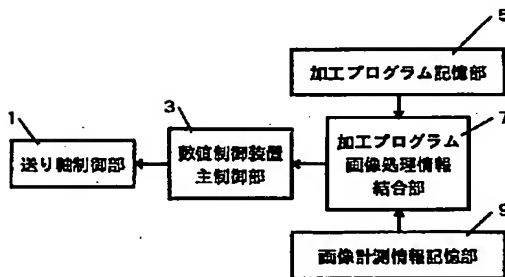 5
加工プログラム記憶部
1
3
7
送り軸制御部
数値制御装置
主制御部
加工プログラム
画像処理情報
結合部
9
画像計測情報記憶部